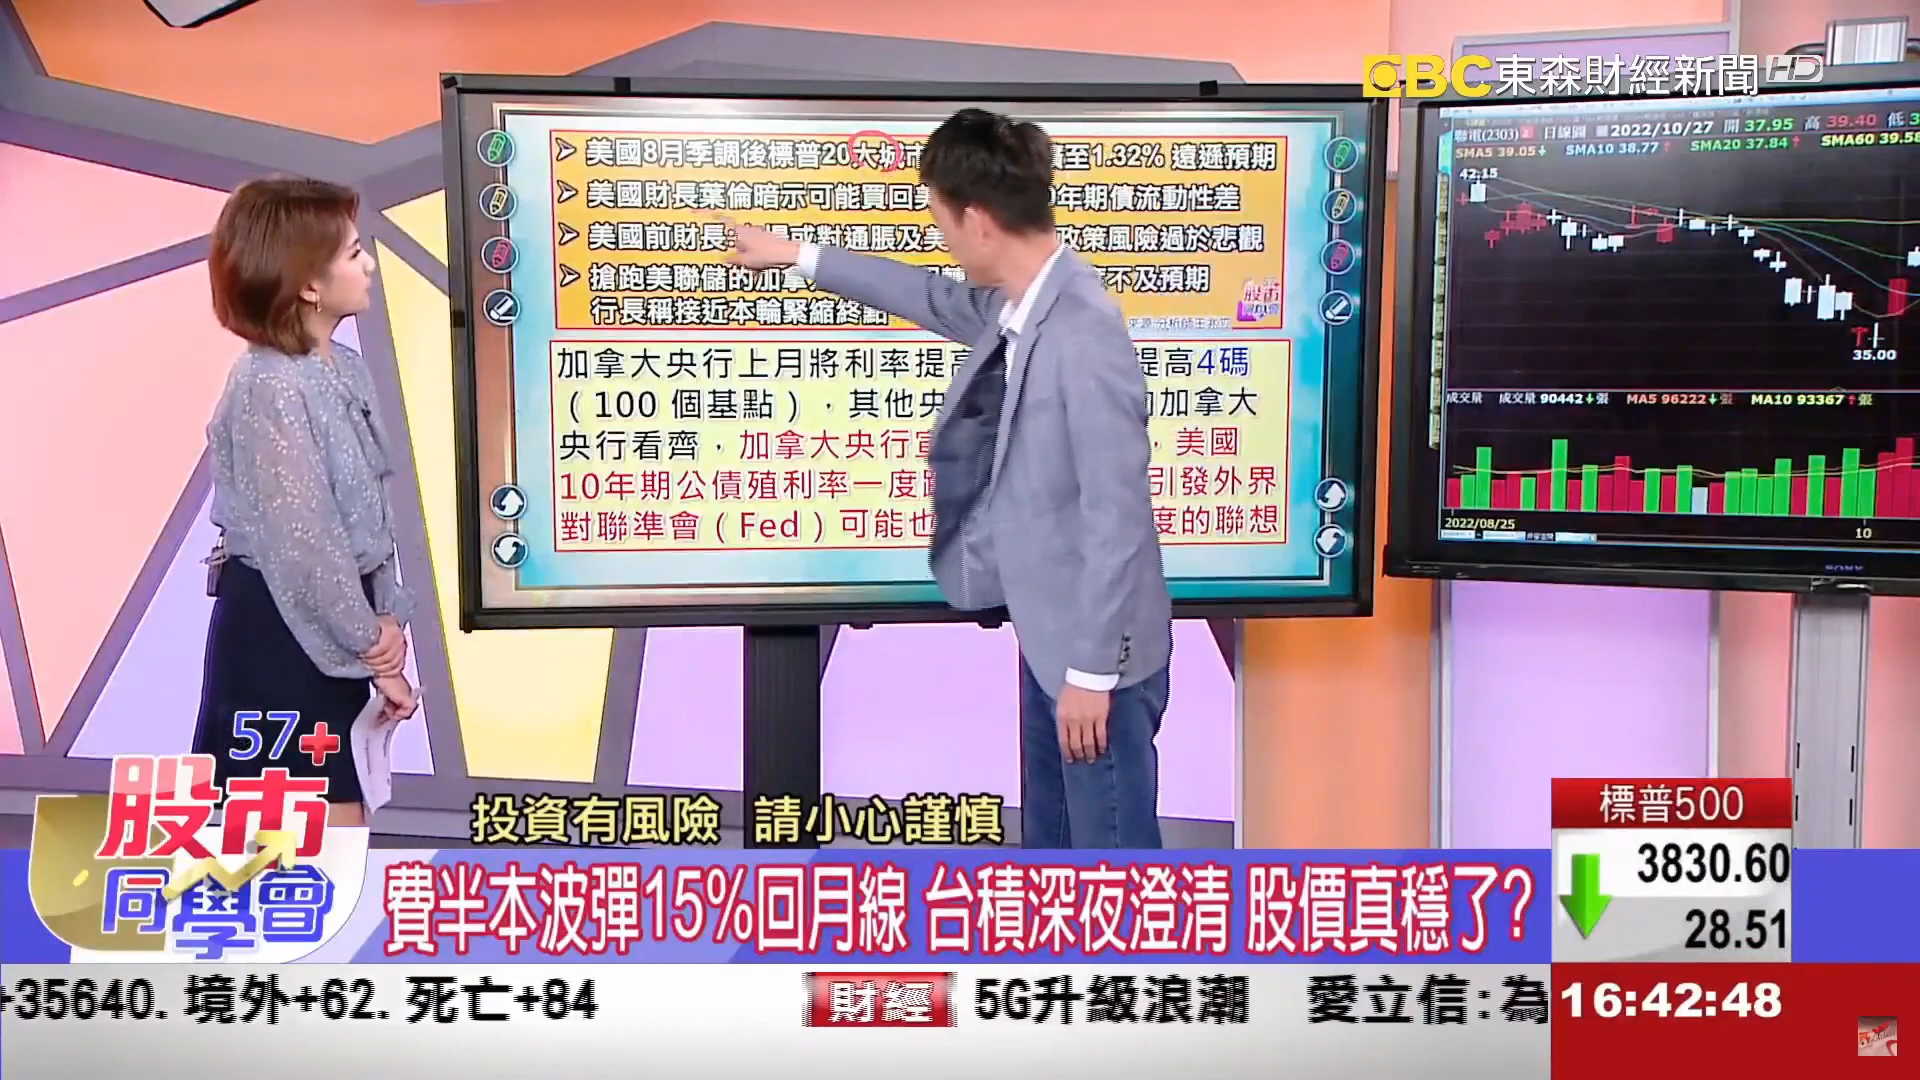 EBC 東森財經新聞 HD
美國8月季調後標普20大城市 至1.32% 遠遜預期
美國財長葉倫暗示可能買回美 年期債流動性差
美國前財長: 對通脹及美 政策風險過於悲觀
搶跑美聯儲的加拿 不及預期
行長稱接近本輪緊縮終點
加拿大央行上月將利率提高 提高4碼
（100 個基點），其他央 加拿大
央行看齊，加拿大央行宣 ，美國
10年期公債殖利率一度 引發外界
對聯準會（Fed）可能也 度的聯想
聯電(2303) 日線圖 2022/10/27 開 37.95 高 39.40 低 3
SMA5 39.05↓ SMA10 38.77↑ SMA20 37.84↑ SMA60 39.58
42.15
35.00
成交量 成交量 90442↓張 MA5 96222↓張 MA10 93367↑張
2022/08/25
10
57+
股市
同學會
投資有風險 請小心謹慎
費半本波彈15%回月線 台積深夜澄清 股價真穩了?
標普500
3830.60
28.51
+35640. 境外+62. 死亡+84 財經 5G升級浪潮 愛立信:為
16:42:48